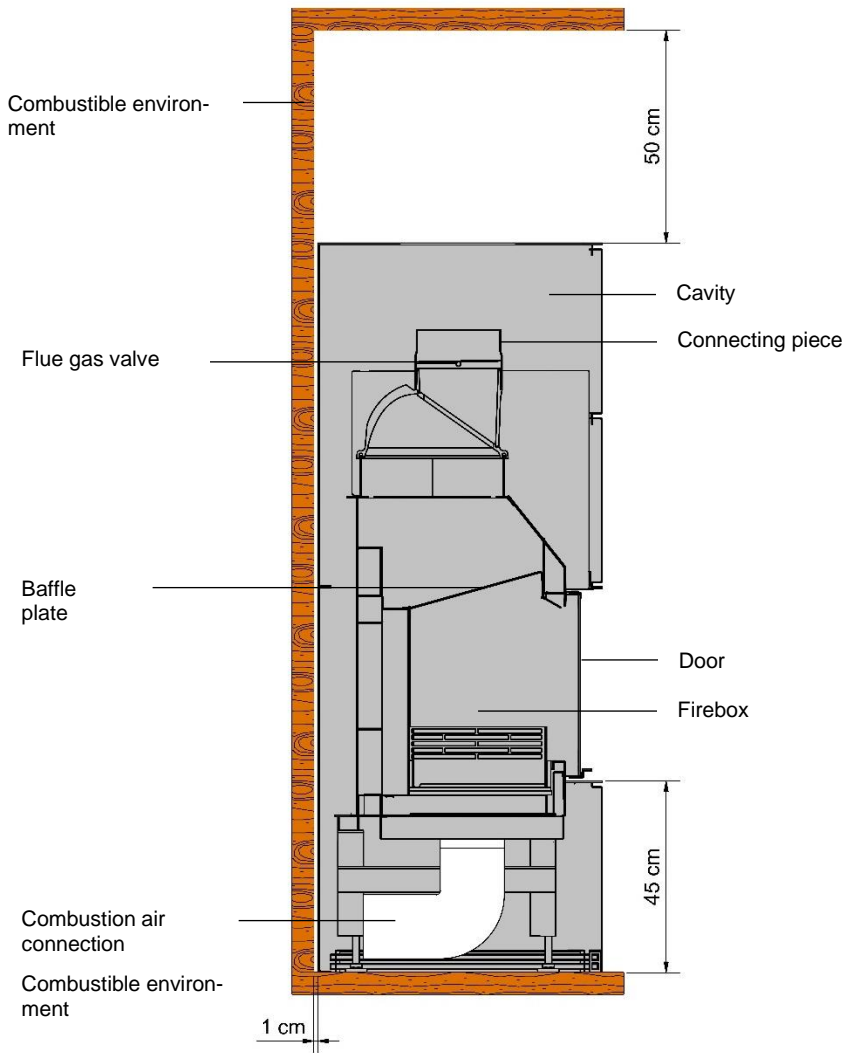 Combustible environ-
ment
50 cm
Cavity
Connecting piece
Flue gas valve
Baffle
plate
Door
Firebox
45 cm
Combustion air
connection
Combustible environ-
ment
1 cm